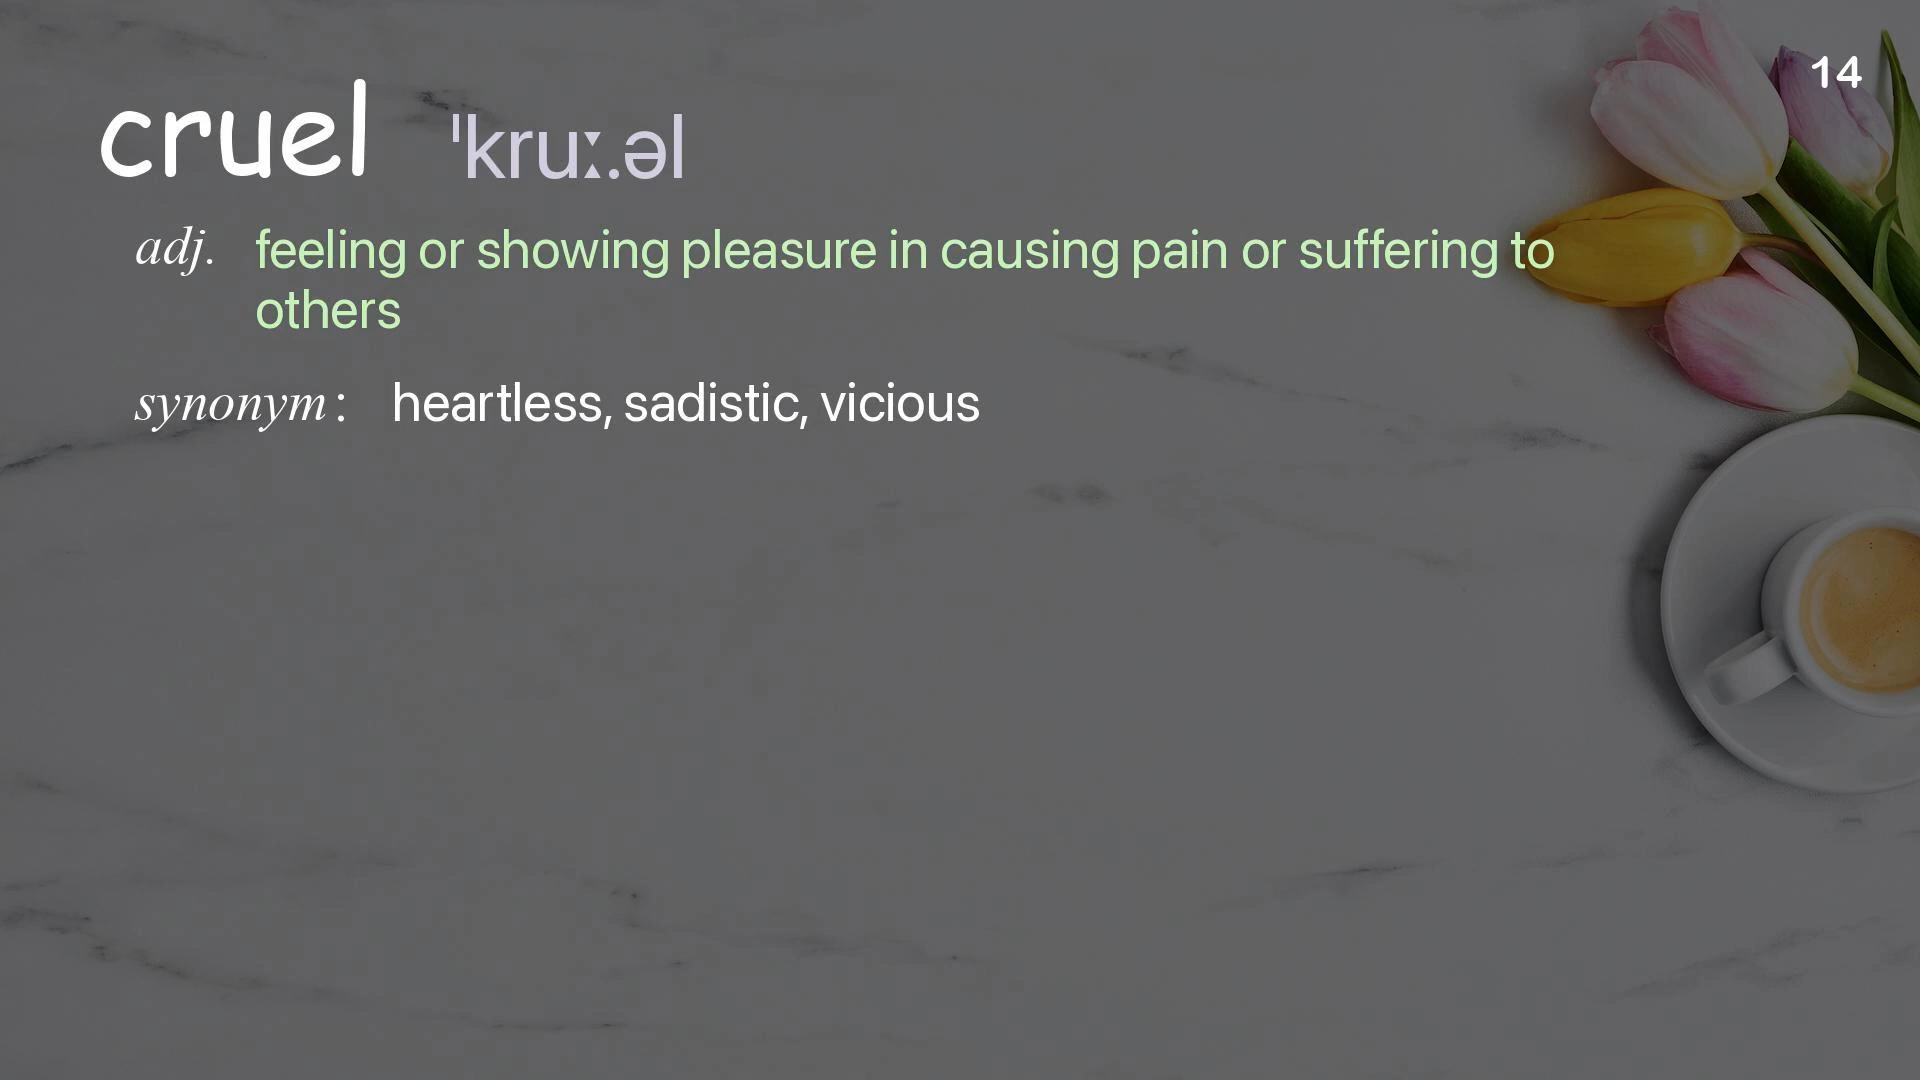 14
cruel ˈkruː.əl
adj. feeling or showing pleasure in causing pain or suffering to
others
synonym: heartless, sadistic, vicious